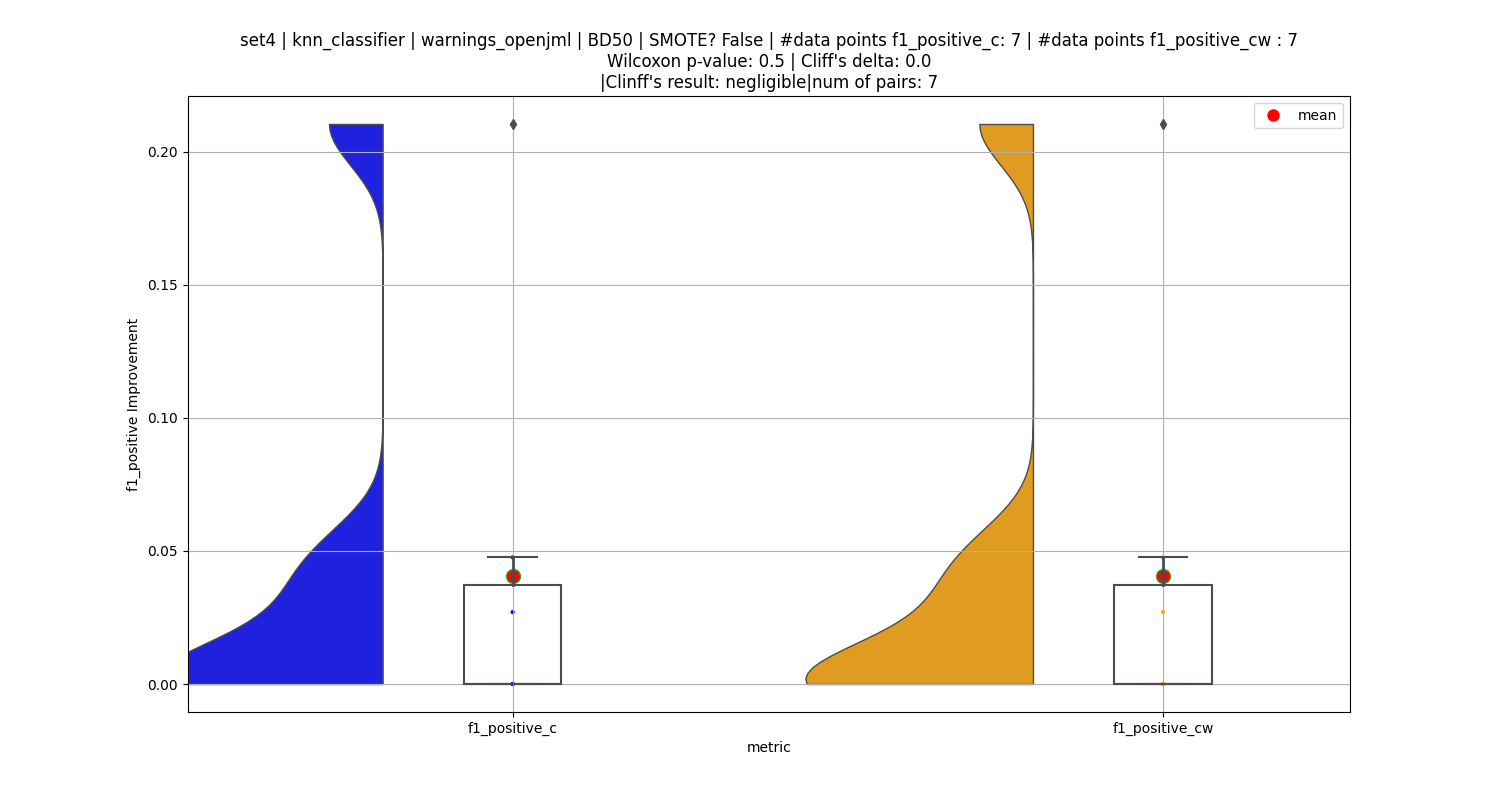 set4 | knn_classifier | warnings_openjml | BD50 | SMOTE? False | #data points f1_positive_c: 7 | #data points f1_positive_cw : 7
Wilcoxon p-value: 0.5 | Cliff's delta: 0.0
|Clinff's result: negligible|num of pairs: 7
mean
0.20
0.15
0.10
0.05
0.00
f1_positive Improvement
f1_positive_c
f1_positive_cw
metric